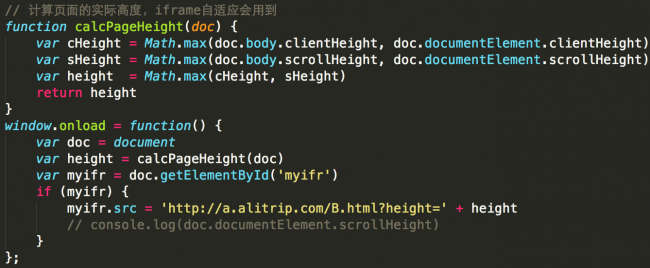 // 计算页面的实际高度，iframe自适应会用到
function calcPageHeight(doc) {
    var cHeight = Math.max(doc.body.clientHeight, doc.documentElement.clientHeight)
    var sHeight = Math.max(doc.body.scrollHeight, doc.documentElement.scrollHeight)
    var height  = Math.max(cHeight, sHeight)
    return height
}
window.onload = function() {
    var doc = document
    var height = calcPageHeight(doc)
    var myifr = doc.getElementById('myifr')
    if (myifr) {
        myifr.src = 'http://a.alitrip.com/B.html?height=' + height
        // console.log(doc.documentElement.scrollHeight)
    }
};